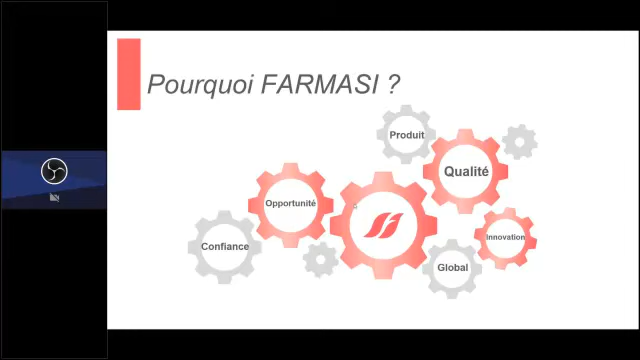 Pourquoi FARMASI ?
Produit
Qualité
Opportunité
Innovation
Confiance
Global